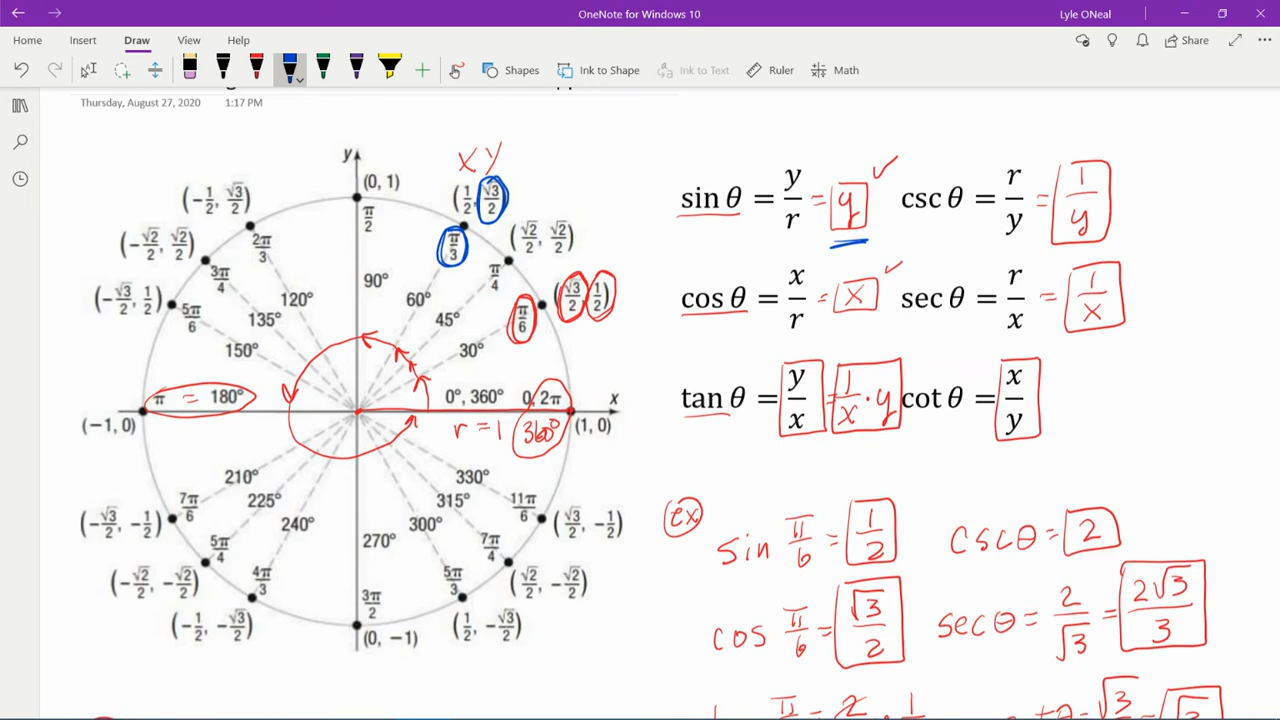 OneNote for Windows 10
Lyle ONeal
Home Insert Draw View Help
Share
Shapes Ink to Shape Ink to Text Ruler Math
Thursday, August 27, 2020 1:17 PM
y
x y
(0, 1)
(-1/2, √3/2)
(1/2, √3/2)
π/2
2π/3
π/3
(-√2/2, √2/2)
(√2/2, √2/2)
3π/4
π/4
90°
120°
60°
(-√3/2, 1/2)
(√3/2, 1/2)
5π/6
π/6
135°
45°
150°
30°
π = 180°
0°, 360° 0, 2π x
(−1, 0)
r = 1 360° (1, 0)
210°
330°
7π/6
225°
315°
11π/6
(-√3/2, -1/2)
(√3/2, -1/2)
240°
300°
270°
5π/4
7π/4
(-√2/2, -√2/2)
(√2/2, -√2/2)
4π/3
5π/3
3π/2
(-1/2, -√3/2)
(0, −1)
(1/2, -√3/2)
sin θ = y/r = y ✓ csc θ = r/y = 1/y
cos θ = x/r = x ✓ sec θ = r/x = 1/x
tan θ = y/x = 1/x · y cot θ = x/y
ex
sin π/6 = 1/2 cscθ = 2
cos π/6 = √3/2 secθ = 2/√3 = 2√3/3